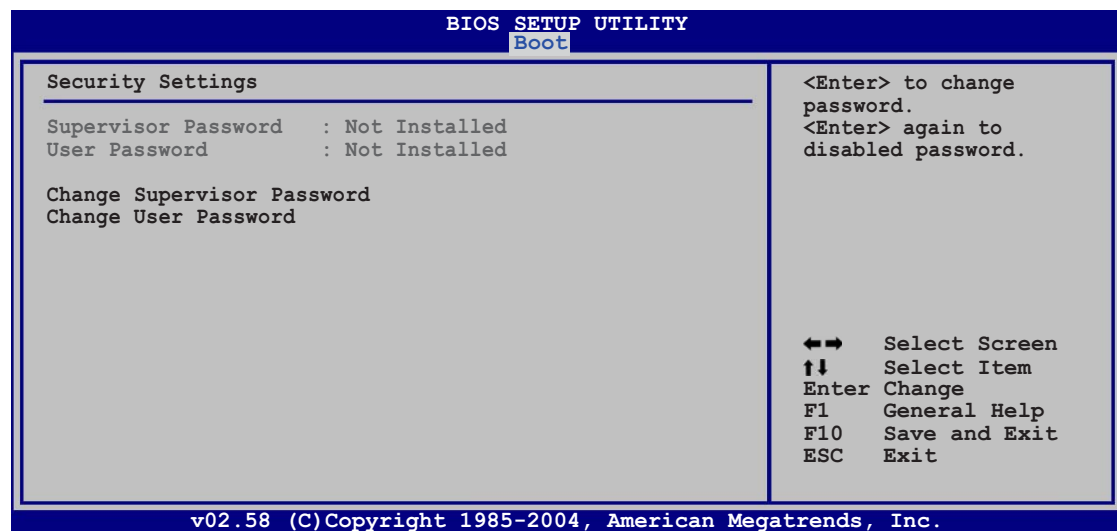 BIOS SETUP UTILITY
Boot
Security Settings
Supervisor Password : Not Installed
User Password : Not Installed
Change Supervisor Password
Change User Password
<Enter> to change
password.
<Enter> again to
disabled password.
←→ Select Screen
↑↓ Select Item
Enter Change
F1 General Help
F10 Save and Exit
ESC Exit
v02.58 (C)Copyright 1985-2004, American Megatrends, Inc.